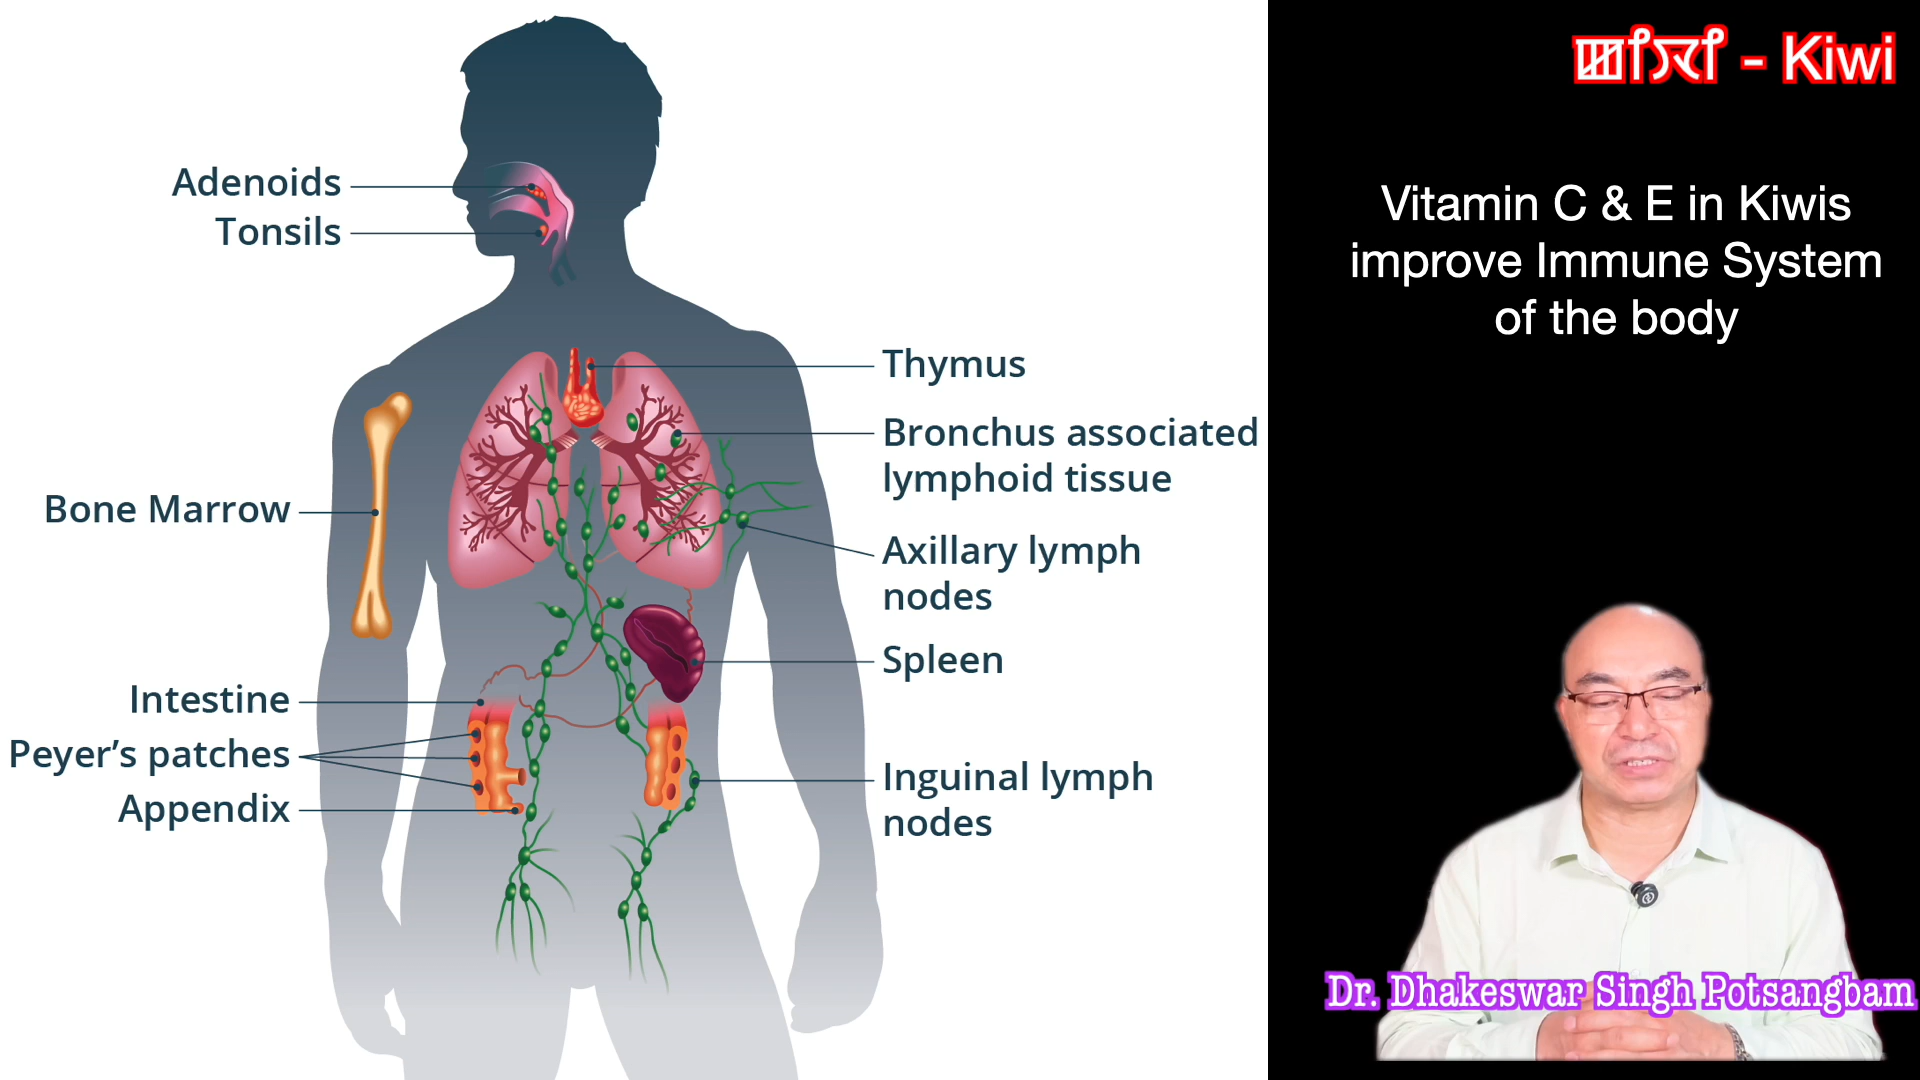 ꯀꯤꯋꯤ - Kiwi
Vitamin C & E in Kiwis
improve Immune System
of the body
Adenoids
Tonsils
Thymus
Bronchus associated
lymphoid tissue
Bone Marrow
Axillary lymph
nodes
Spleen
Intestine
Peyer’s patches
Appendix
Inguinal lymph
nodes
Dr. Dhakeswar Singh Potsangbam